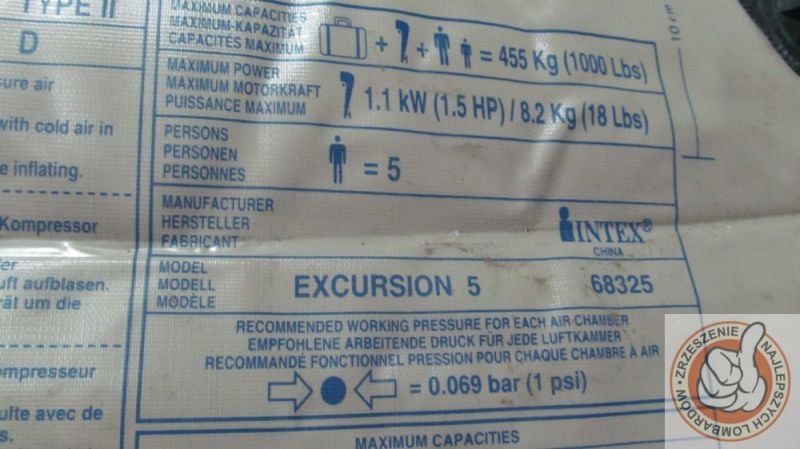 TYPE II
D
sure air
with cold air in
e inflating.
Kompressor
uft aufblasen.
rät um die
ompresseur
ulte avec de
MAXIMUM CAPACITIES
MAXIMUM-KAPAZITÄT
CAPACITÉS MAXIMUM
+ + = 455 Kg (1000 Lbs)
MAXIMUM POWER
MAXIMUM MOTORKRAFT
PUISSANCE MAXIMUM
1.1 kW (1.5 HP) / 8.2 Kg (18 Lbs)
PERSONS
PERSONEN
PERSONNES
= 5
MANUFACTURER
HERSTELLER
FABRICANT
INTEX®
CHINA
MODEL
MODELL
MODÈLE
EXCURSION 5 68325
RECOMMENDED WORKING PRESSURE FOR EACH AIR CHAMBER
EMPFOHLENE ARBEITENDE DRUCK FÜR JEDE LUFTKAMMER
RECOMMANDÉ FONCTIONNEL PRESSION POUR CHAQUE CHAMBRE À AIR
= 0.069 bar (1 psi)
MAXIMUM CAPACITIES
10 cm
ZRZESZENIE NAJLEPSZYCH LOMBARDÓW